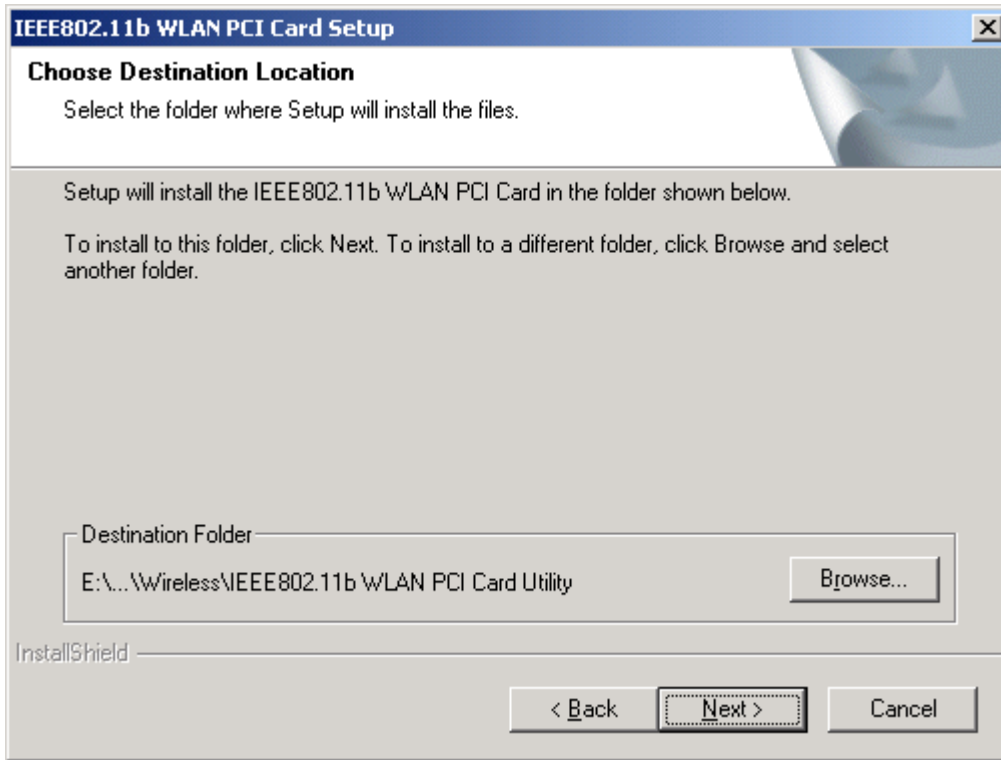 IEEE802.11b WLAN PCI Card Setup
Choose Destination Location
Select the folder where Setup will install the files.
Setup will install the IEEE802.11b WLAN PCI Card in the folder shown below.
To install to this folder, click Next. To install to a different folder, click Browse and select
another folder.
Destination Folder
E:\...\Wireless\IEEE802.11b WLAN PCI Card Utility
Browse...
InstallShield
< Back
Next >
Cancel